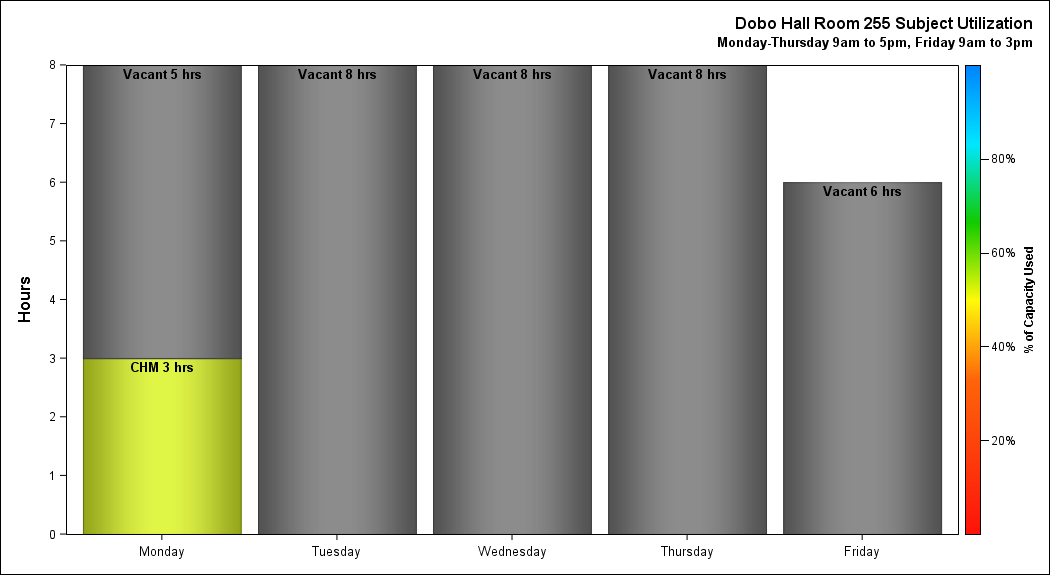 Dobo Hall Room 255 Subject Utilization
Monday-Thursday 9am to 5pm, Friday 9am to 3pm
Hours
8
7
6
5
4
3
2
1
0
Vacant 5 hrs
CHM 3 hrs
Vacant 8 hrs
Vacant 8 hrs
Vacant 8 hrs
Vacant 6 hrs
Monday
Tuesday
Wednesday
Thursday
Friday
80%
60%
40%
20%
% of Capacity Used